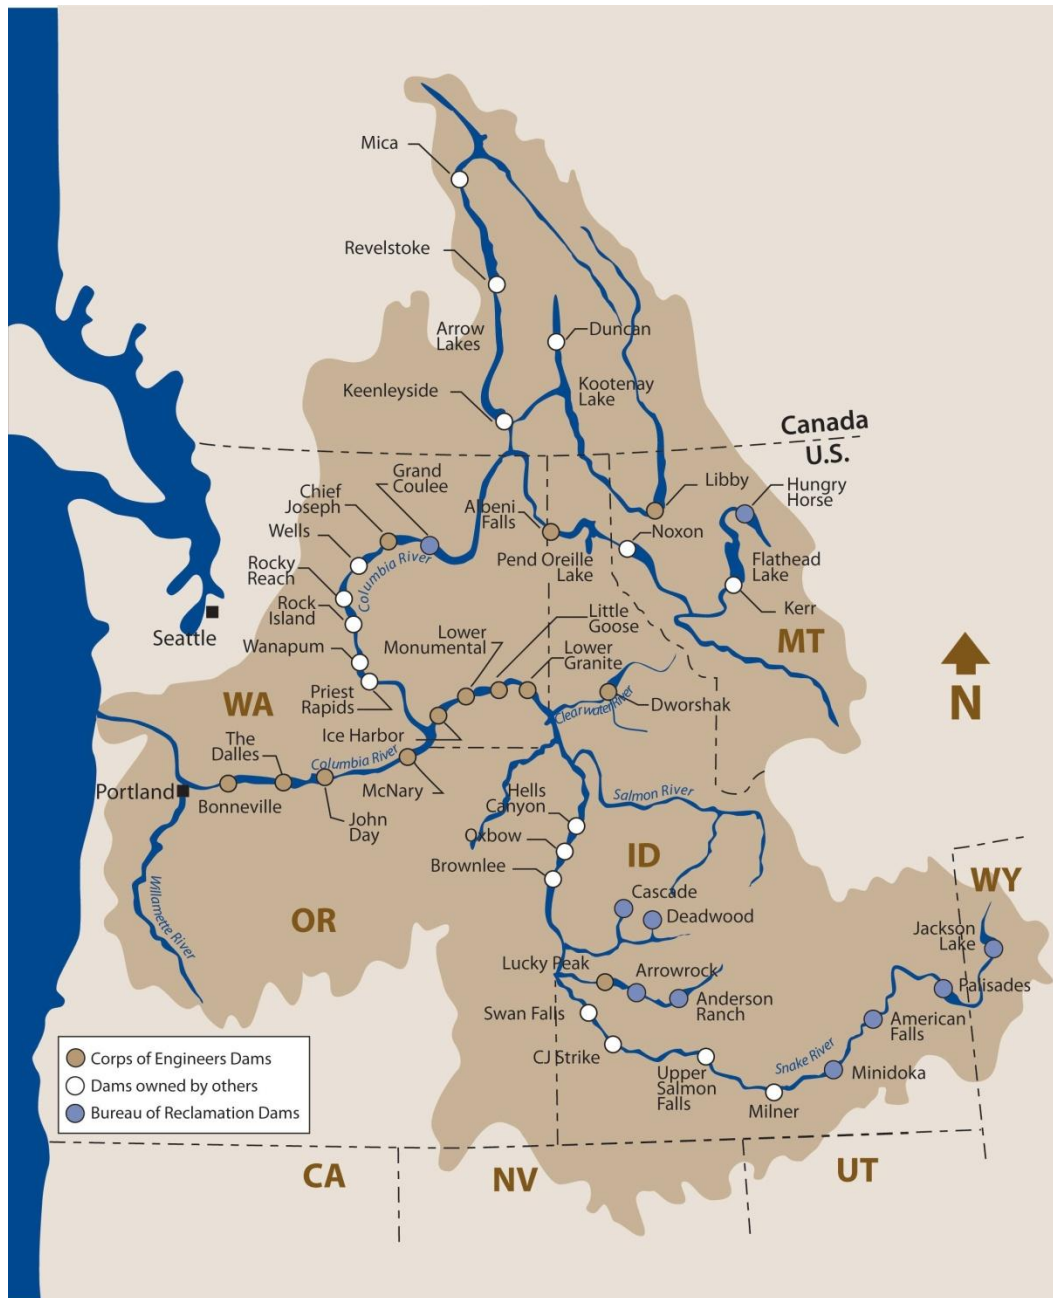 Mica
Revelstoke
Arrow
Lakes
Duncan
Keenleyside
Kootenay
Lake
Canada
U.S.
Grand
Coulee
Chief
Joseph
Wells
Rocky
Reach
Rock
Island
Wanapum
Priest
Rapids
Columbia River
Albeni
Falls
Pend Oreille
Lake
Libby
Noxon
Hungry
Horse
Flathead
Lake
Kerr
MT
Seattle
WA
Lower
Monumental
Little
Goose
Lower
Granite
Ice Harbor
Clearwater River
Dworshak
N
The
Dalles
Columbia River
Portland
Bonneville
John
Day
McNary
Hells
Canyon
Salmon River
Oxbow
Brownlee
ID
Cascade
Deadwood
WY
Jackson
Lake
Willamette River
OR
Lucky Peak
Arrowrock
Anderson
Ranch
Palisades
American
Falls
Swan Falls
CJ Strike
Upper
Salmon
Falls
Snake River
Minidoka
Milner
Corps of Engineers Dams
Dams owned by others
Bureau of Reclamation Dams
CA
NV
UT